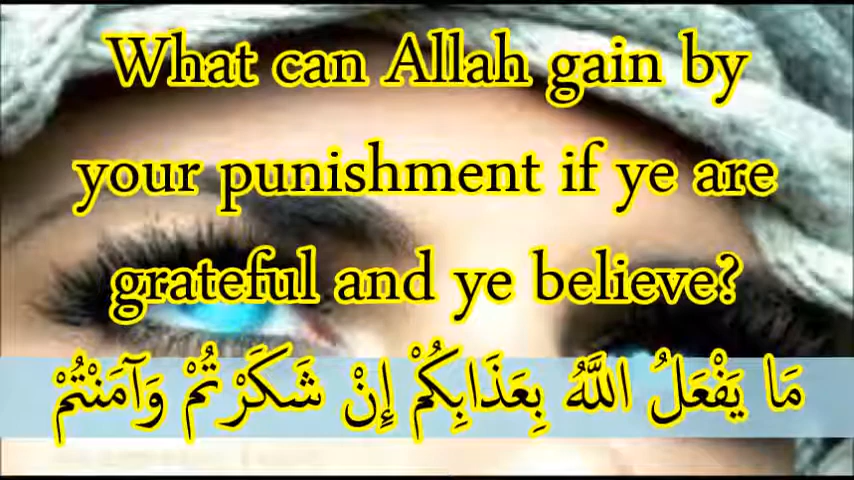 What can Allah gain by
your punishment if ye are
grateful and ye believe?
مَا يَفْعَلُ اللَّهُ بِعَذَابِكُمْ إِنْ شَكَرْتُمْ وَآمَنْتُمْ